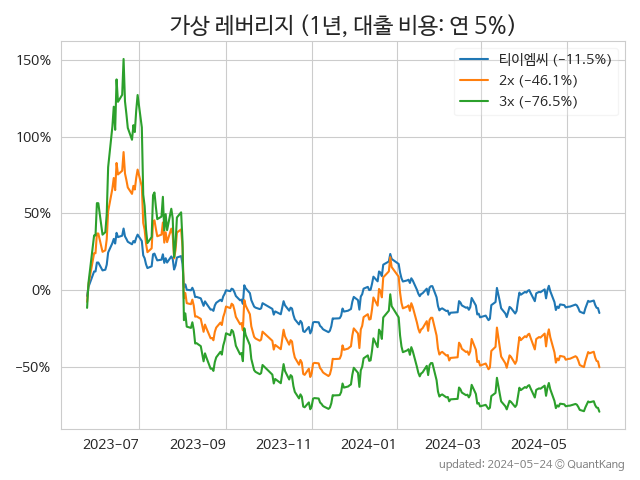 가상 레버리지 (1년, 대출 비용: 연 5%)
티이엠씨 (−11.5%)
2x (−46.1%)
3x (−76.5%)
150%
100%
50%
0%
−50%
2023-07 2023-09 2023-11 2024-01 2024-03 2024-05
updated: 2024-05-24 © QuantKang